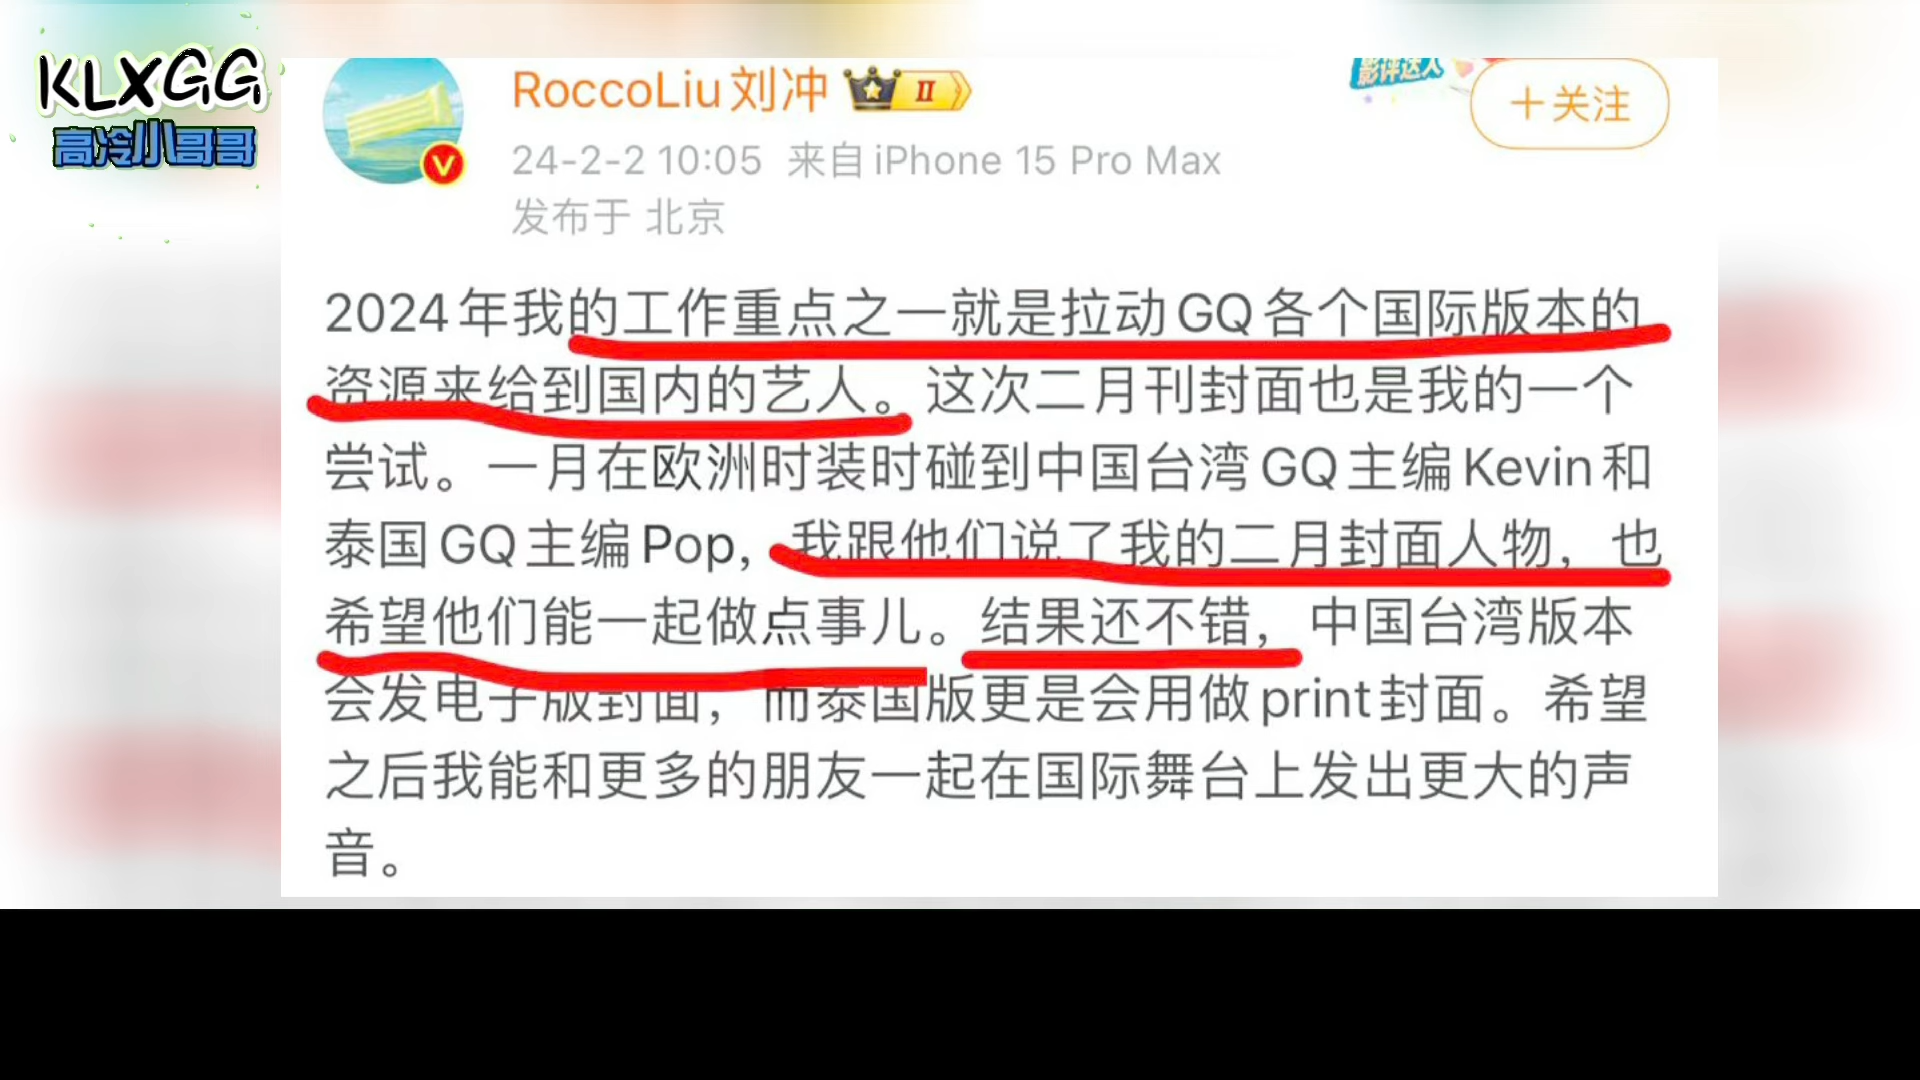 KLXGG
高冷小哥哥
RoccoLiu刘冲 II
影评达人
+关注
24-2-2 10:05 来自 iPhone 15 Pro Max
发布于 北京
2024年我的工作重点之一就是拉动GQ各个国际版本的
资源来给到国内的艺人。这次二月刊封面也是我的一个
尝试。一月在欧洲时装时碰到中国台湾GQ主编Kevin和
泰国GQ主编Pop，我跟他们说了我的二月封面人物，也
希望他们能一起做点事儿。结果还不错，中国台湾版本
会发电子版封面，而泰国版更是会用做print封面。希望
之后我能和更多的朋友一起在国际舞台上发出更大的声
音。